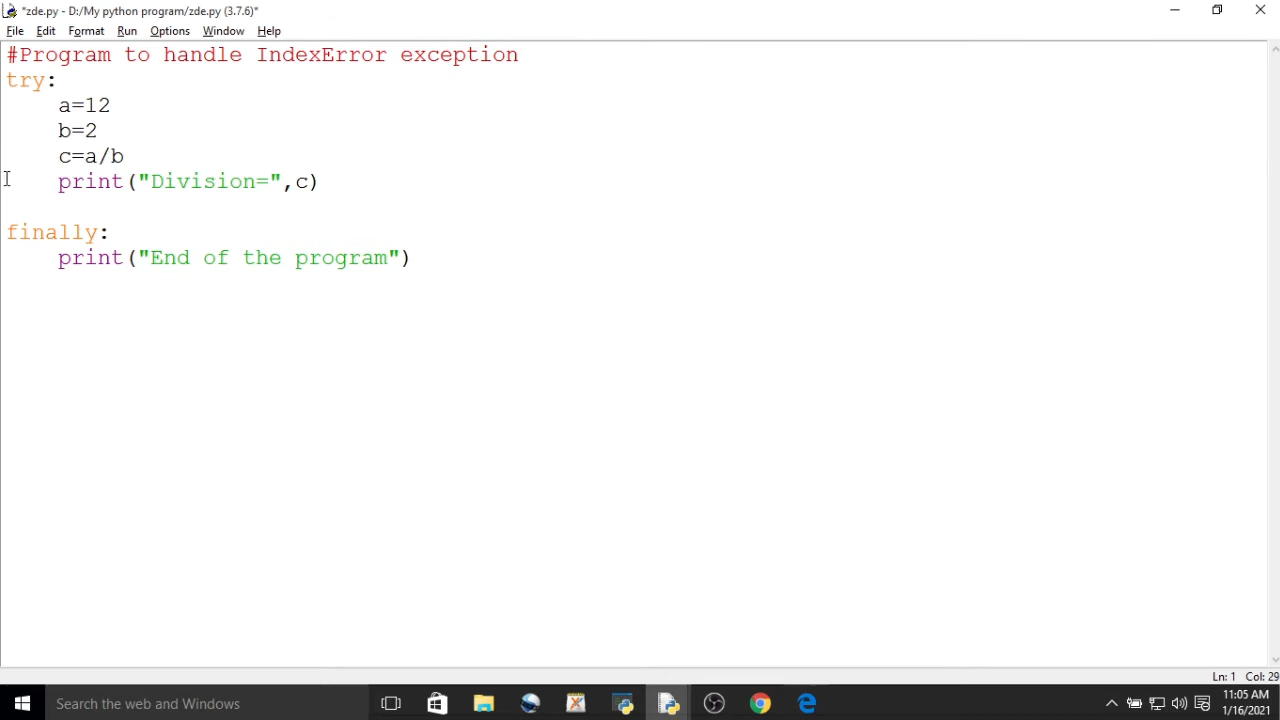 *zde.py - D:/My python program/zde.py (3.7.6)*
File Edit Format Run Options Window Help
#Program to handle IndexError exception
try:
    a=12
    b=2
    c=a/b
    print("Division=",c)
finally:
    print("End of the program")
Ln: 1 Col: 29
Search the web and Windows
11:05 AM
1/16/2021